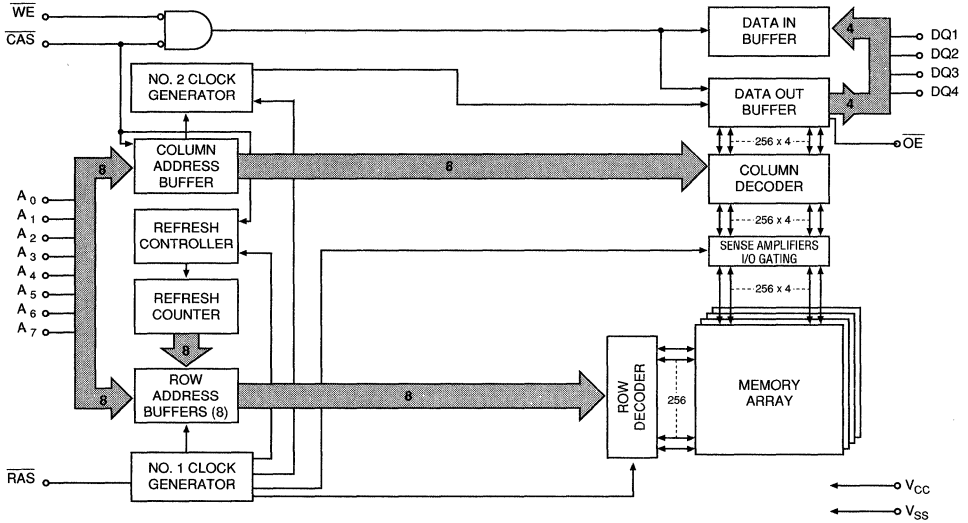 WE
CAS
NO. 2 CLOCK
GENERATOR
DATA IN
BUFFER
4
DQ1
DQ2
DQ3
DQ4
DATA OUT
BUFFER
4
OE
256 x 4
8
COLUMN
ADDRESS
BUFFER
8
COLUMN
DECODER
256 x 4
A0
A1
A2
A3
A4
A5
A6
A7
REFRESH
CONTROLLER
SENSE AMPLIFIERS
I/O GATING
256 x 4
REFRESH
COUNTER
8
8
ROW
ADDRESS
BUFFERS (8)
8
ROW
DECODER
256
MEMORY
ARRAY
RAS
NO. 1 CLOCK
GENERATOR
VCC
VSS